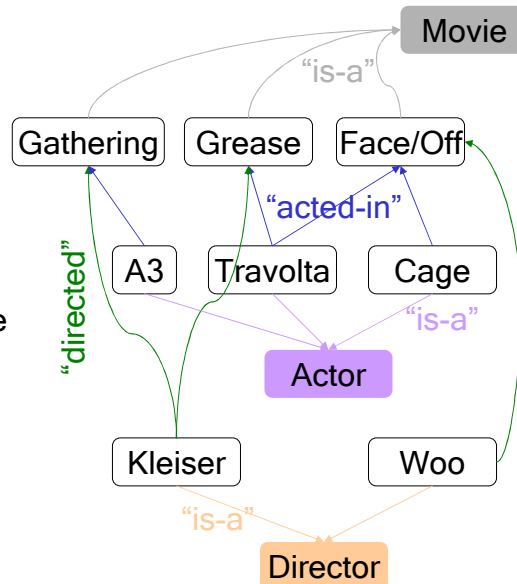 Movie
“is-a”
Gathering
Grease
Face/Off
“acted-in”
“directed”
A3
Travolta
Cage
e
“is-a”
Actor
Kleiser
Woo
“is-a”
Director